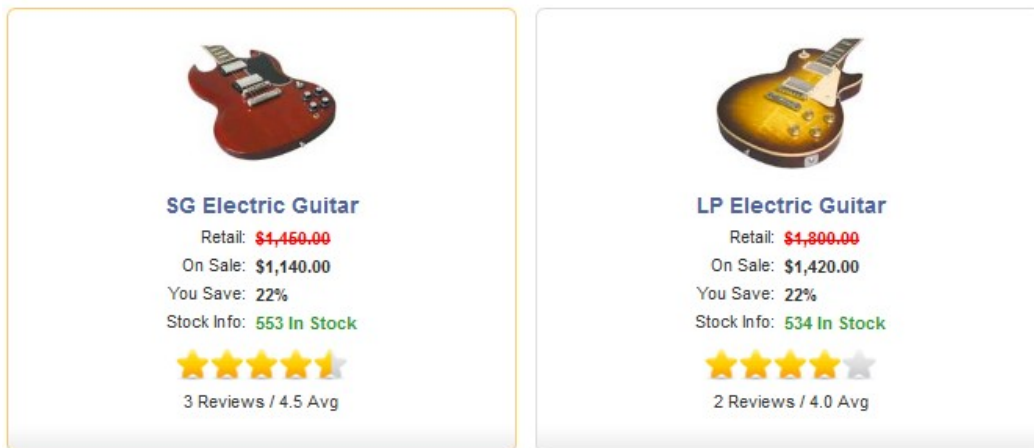 SG Electric Guitar
Retail: $1,450.00
On Sale: $1,140.00
You Save: 22%
Stock Info: 553 In Stock
3 Reviews / 4.5 Avg
LP Electric Guitar
Retail: $1,800.00
On Sale: $1,420.00
You Save: 22%
Stock Info: 534 In Stock
2 Reviews / 4.0 Avg